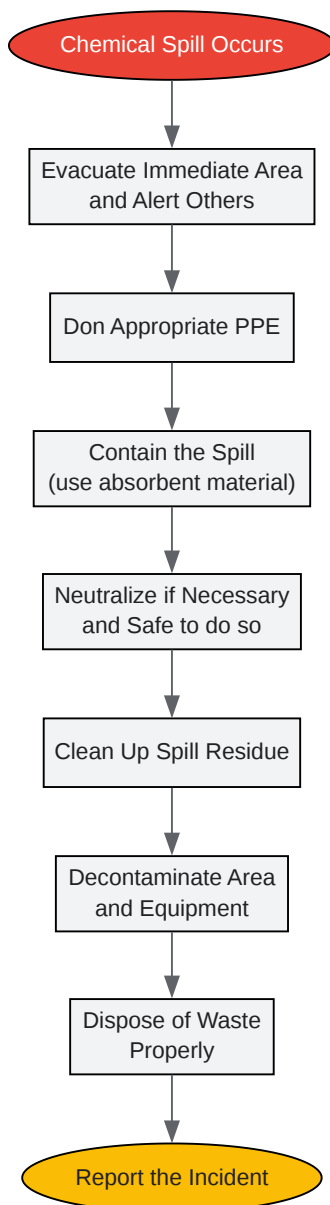 Chemical Spill Occurs
Evacuate Immediate Area
and Alert Others
Don Appropriate PPE
Contain the Spill
(use absorbent material)
Neutralize if Necessary
and Safe to do so
Clean Up Spill Residue
Decontaminate Area
and Equipment
Dispose of Waste
Properly
Report the Incident